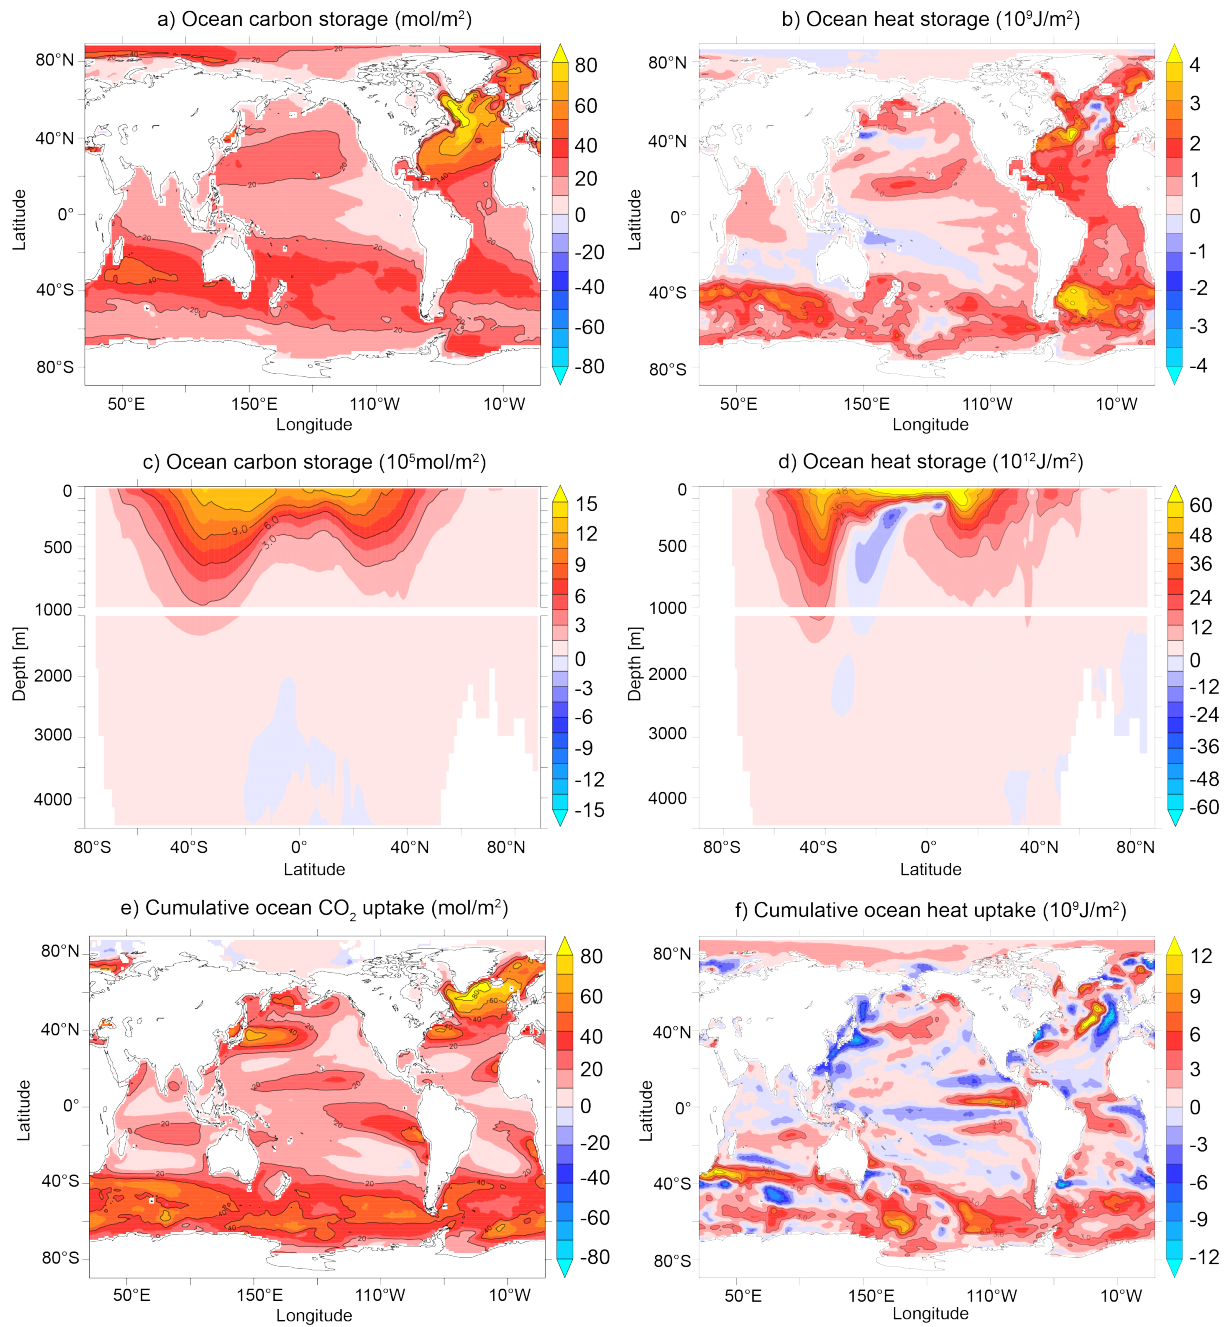 a) Ocean carbon storage (mol/m²)
b) Ocean heat storage (10⁹J/m²)
80°N
40°N
0°
40°S
80°S
Latitude
50°E 150°E 110°W 10°W
Longitude
80
60
40
20
0
-20
-40
-60
-80
80°N
40°N
0°
40°S
80°S
Latitude
50°E 150°E 110°W 10°W
Longitude
4
3
2
1
0
-1
-2
-3
-4
c) Ocean carbon storage (10⁵mol/m²)
d) Ocean heat storage (10¹²J/m²)
0
500
1000
2000
3000
4000
Depth [m]
9.0
6.0
3.0
80°S 40°S 0° 40°N 80°N
Latitude
15
12
9
6
3
0
-3
-6
-9
-12
-15
0
500
1000
2000
3000
4000
Depth [m]
80°S 40°S 0° 40°N 80°N
Latitude
60
48
36
24
12
0
-12
-24
-36
-48
-60
e) Cumulative ocean CO₂ uptake (mol/m²)
f) Cumulative ocean heat uptake (10⁹J/m²)
80°N
40°N
0°
40°S
80°S
Latitude
50°E 150°E 110°W 10°W
Longitude
80
60
40
20
0
-20
-40
-60
-80
80°N
40°N
0°
40°S
80°S
Latitude
50°E 150°E 110°W 10°W
Longitude
12
9
6
3
0
-3
-6
-9
-12